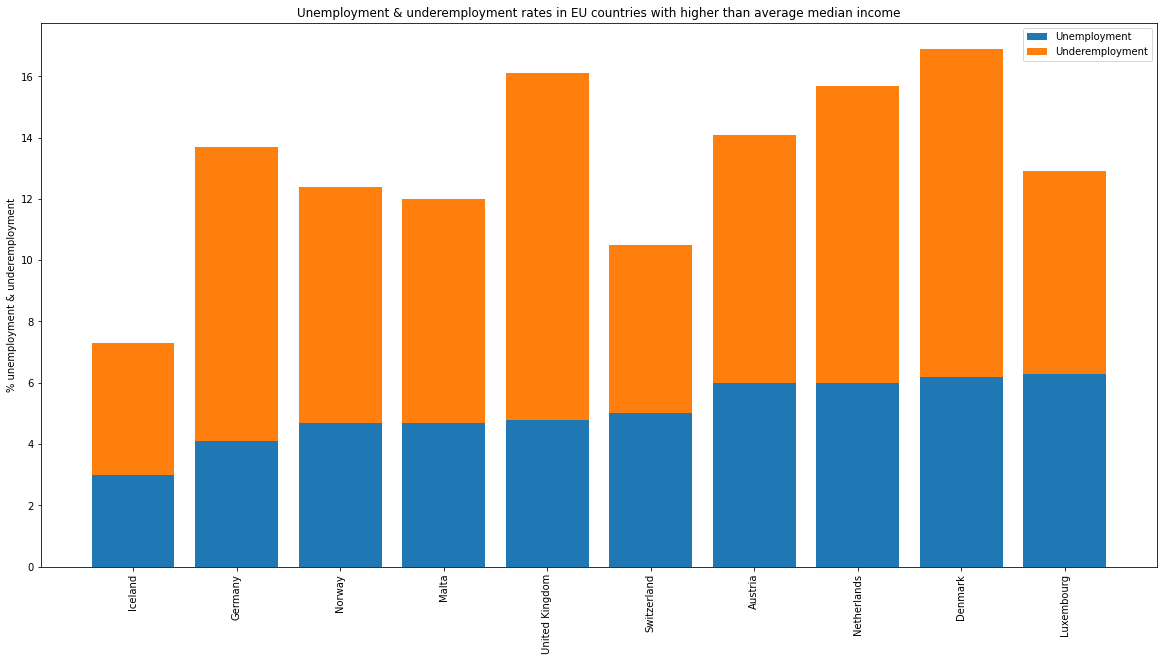 Unemployment & underemployment rates in EU countries with higher than average median income
Unemployment
Underemployment
% unemployment & underemployment
16
14
12
10
8
6
4
2
0
Iceland
Germany
Norway
Malta
United Kingdom
Switzerland
Austria
Netherlands
Denmark
Luxembourg